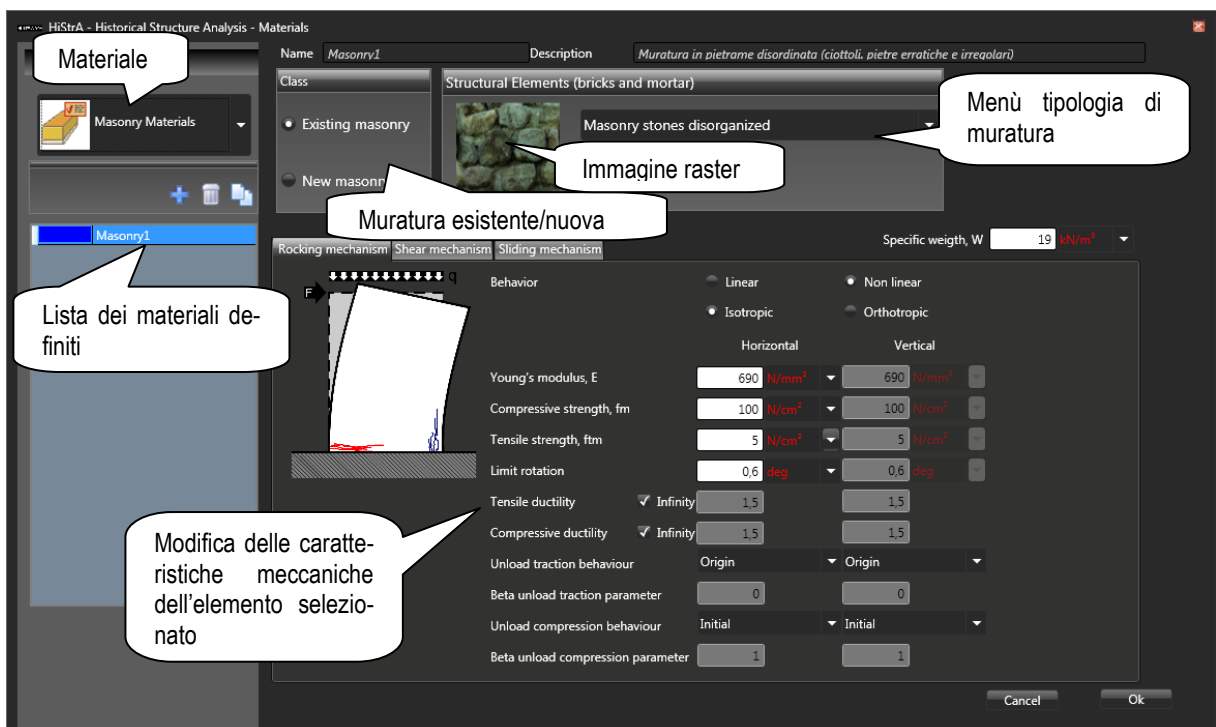 HiStrA - Historical Structure Analysis - Materials
Materiale
Name Masonry1 Description Muratura in pietrame disordinata (ciottoli, pietre erratiche e irregolari)
Class
Structural Elements (bricks and mortar)
Masonry Materials
Existing masonry
Masonry stones disorganized
Menù tipologia di
muratura
Immagine raster
New masonry
Muratura esistente/nuova
Masonry1
Rocking mechanism Shear mechanism Sliding mechanism
Specific weigth, W 19 kN/m³
Lista dei materiali de-
finiti
F
q
Behavior Linear Non linear
Isotropic Orthotropic
Horizontal Vertical
Young's modulus, E 690 N/mm² 690 N/mm²
Compressive strength, fm 100 N/cm² 100 N/cm²
Tensile strength, ftm 5 N/cm² 5 N/cm²
Limit rotation 0,6 deg 0,6 deg
Tensile ductility Infinity 1,5 1,5
Compressive ductility Infinity 1,5 1,5
Unload traction behaviour Origin Origin
Beta unload traction parameter 0 0
Unload compression behaviour Initial Initial
Beta unload compression parameter 1 1
Modifica delle caratte-
ristiche meccaniche
dell'elemento selezio-
nato
Cancel Ok